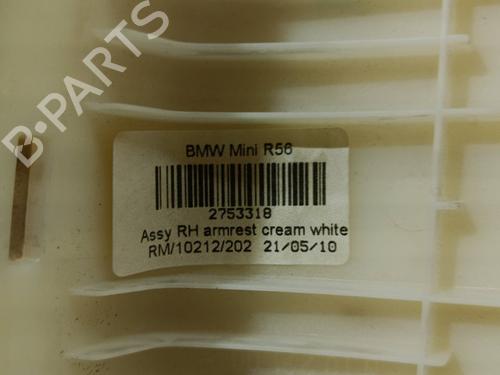 B-PARTS
BMW Mini R56
2753318
Assy RH armrest cream white
RM/10212/202 21/05/10